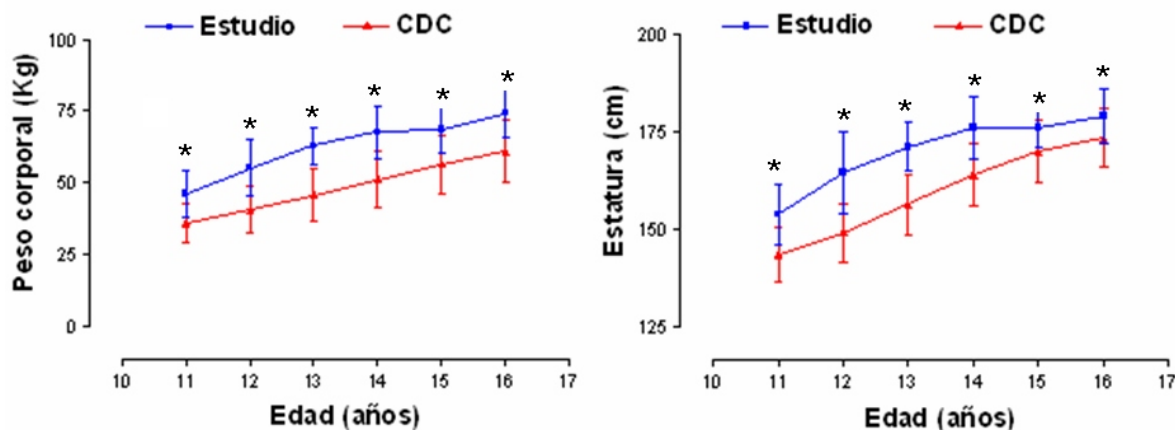 Estudio CDC
Peso corporal (Kg)
100
75
50
25
0
* * * * * *
10 11 12 13 14 15 16 17
Edad (años)
Estudio CDC
Estatura (cm)
200
175
150
125
* * * * * *
10 11 12 13 14 15 16 17
Edad (años)